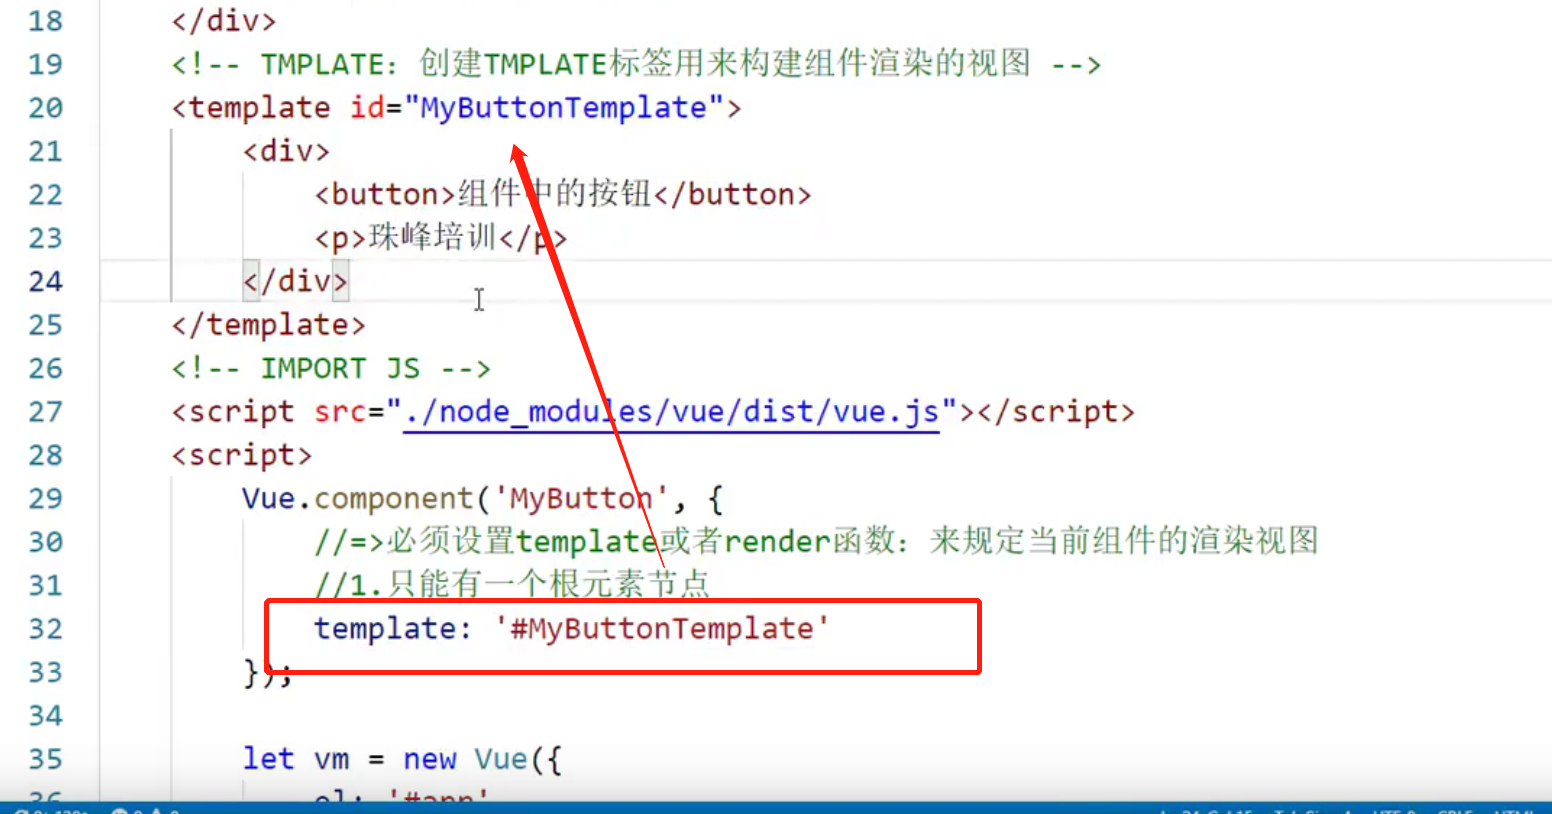 18 </div>
19 <!-- TMPLATE：创建TMPLATE标签用来构建组件渲染的视图 -->
20 <template id="MyButtonTemplate">
21 <div>
22 <button>组件中的按钮</button>
23 <p>珠峰培训</p>
24 </div>
25 </template>
26 <!-- IMPORT JS -->
27 <script src="./node_modules/vue/dist/vue.js"></script>
28 <script>
29 Vue.component('MyButton', {
30 //=>必须设置template或者render函数：来规定当前组件的渲染视图
31 //1.只能有一个根元素节点
32 template: '#MyButtonTemplate'
33 });
34
35 let vm = new Vue({
36 el: '#app'